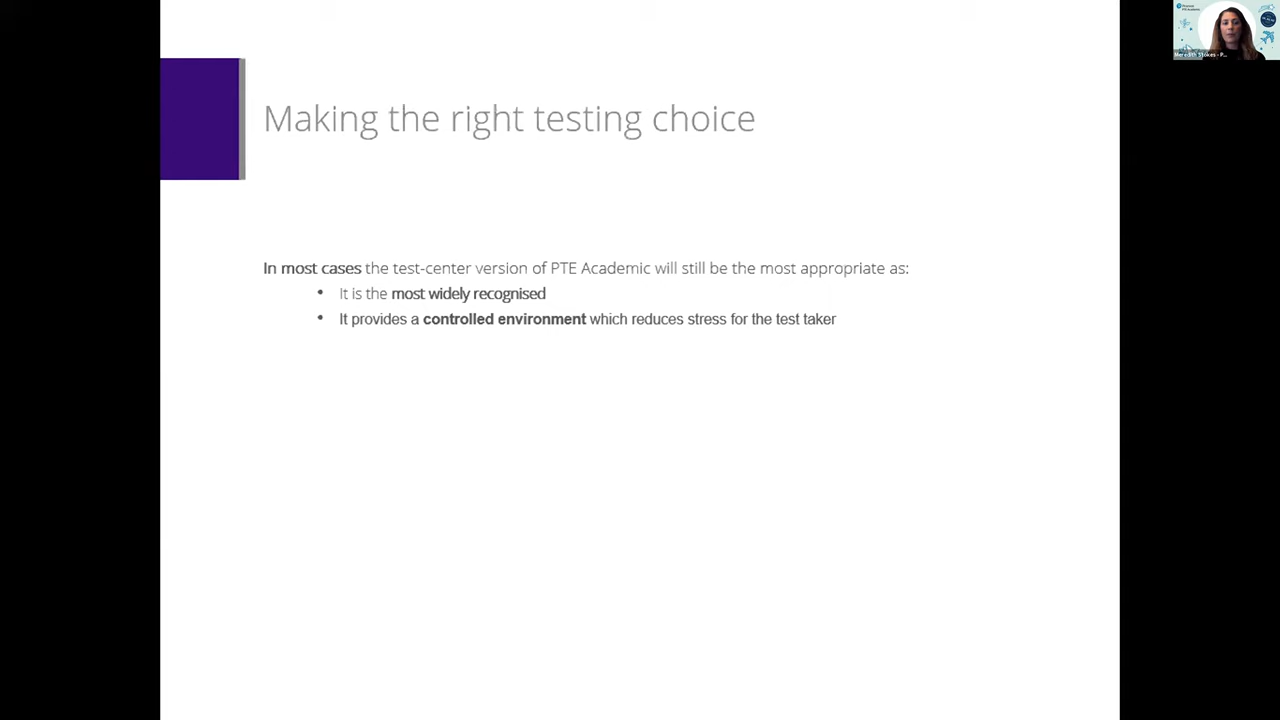 Making the right testing choice
In most cases the test-center version of PTE Academic will still be the most appropriate as:
• It is the most widely recognised
• It provides a controlled environment which reduces stress for the test taker
Meredith Stokes - P...